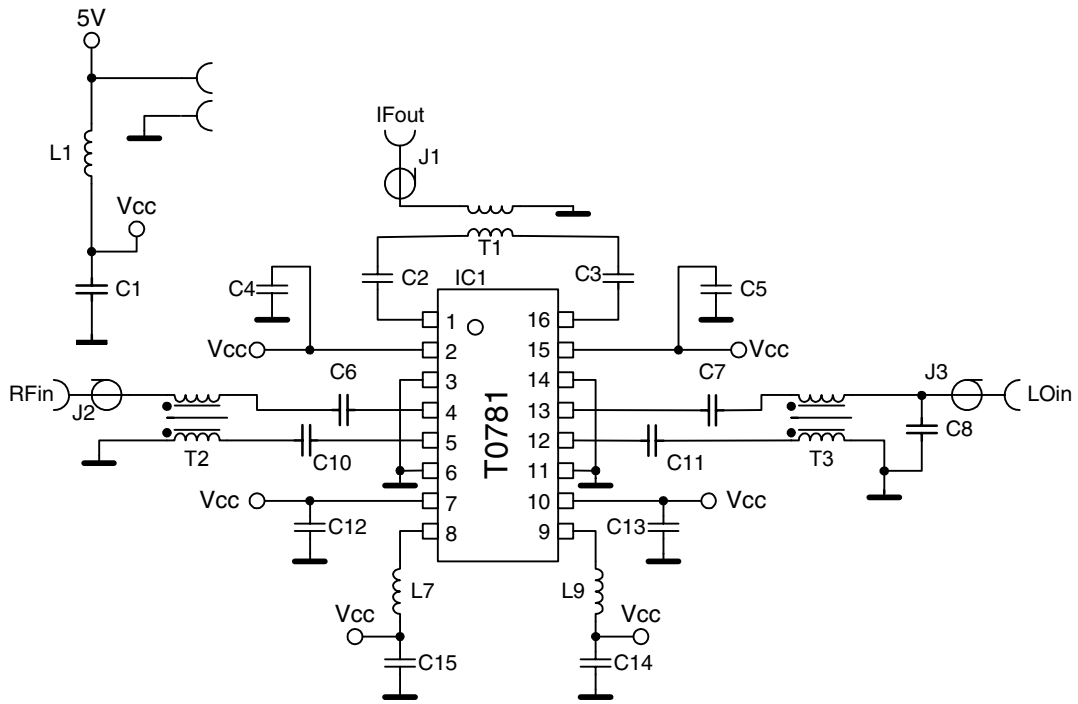 5V
L1
Vcc
C1
IFout
J1
T1
C2
C3
IC1
C4
C5
Vcc
Vcc
1
2
3
4
5
6
7
8
16
15
14
13
12
11
10
9
T0781
RFin
J2
C6
T2
C10
C7
J3
LOin
C8
C11
T3
Vcc
C12
C13
Vcc
L7
L9
Vcc
C15
Vcc
C14